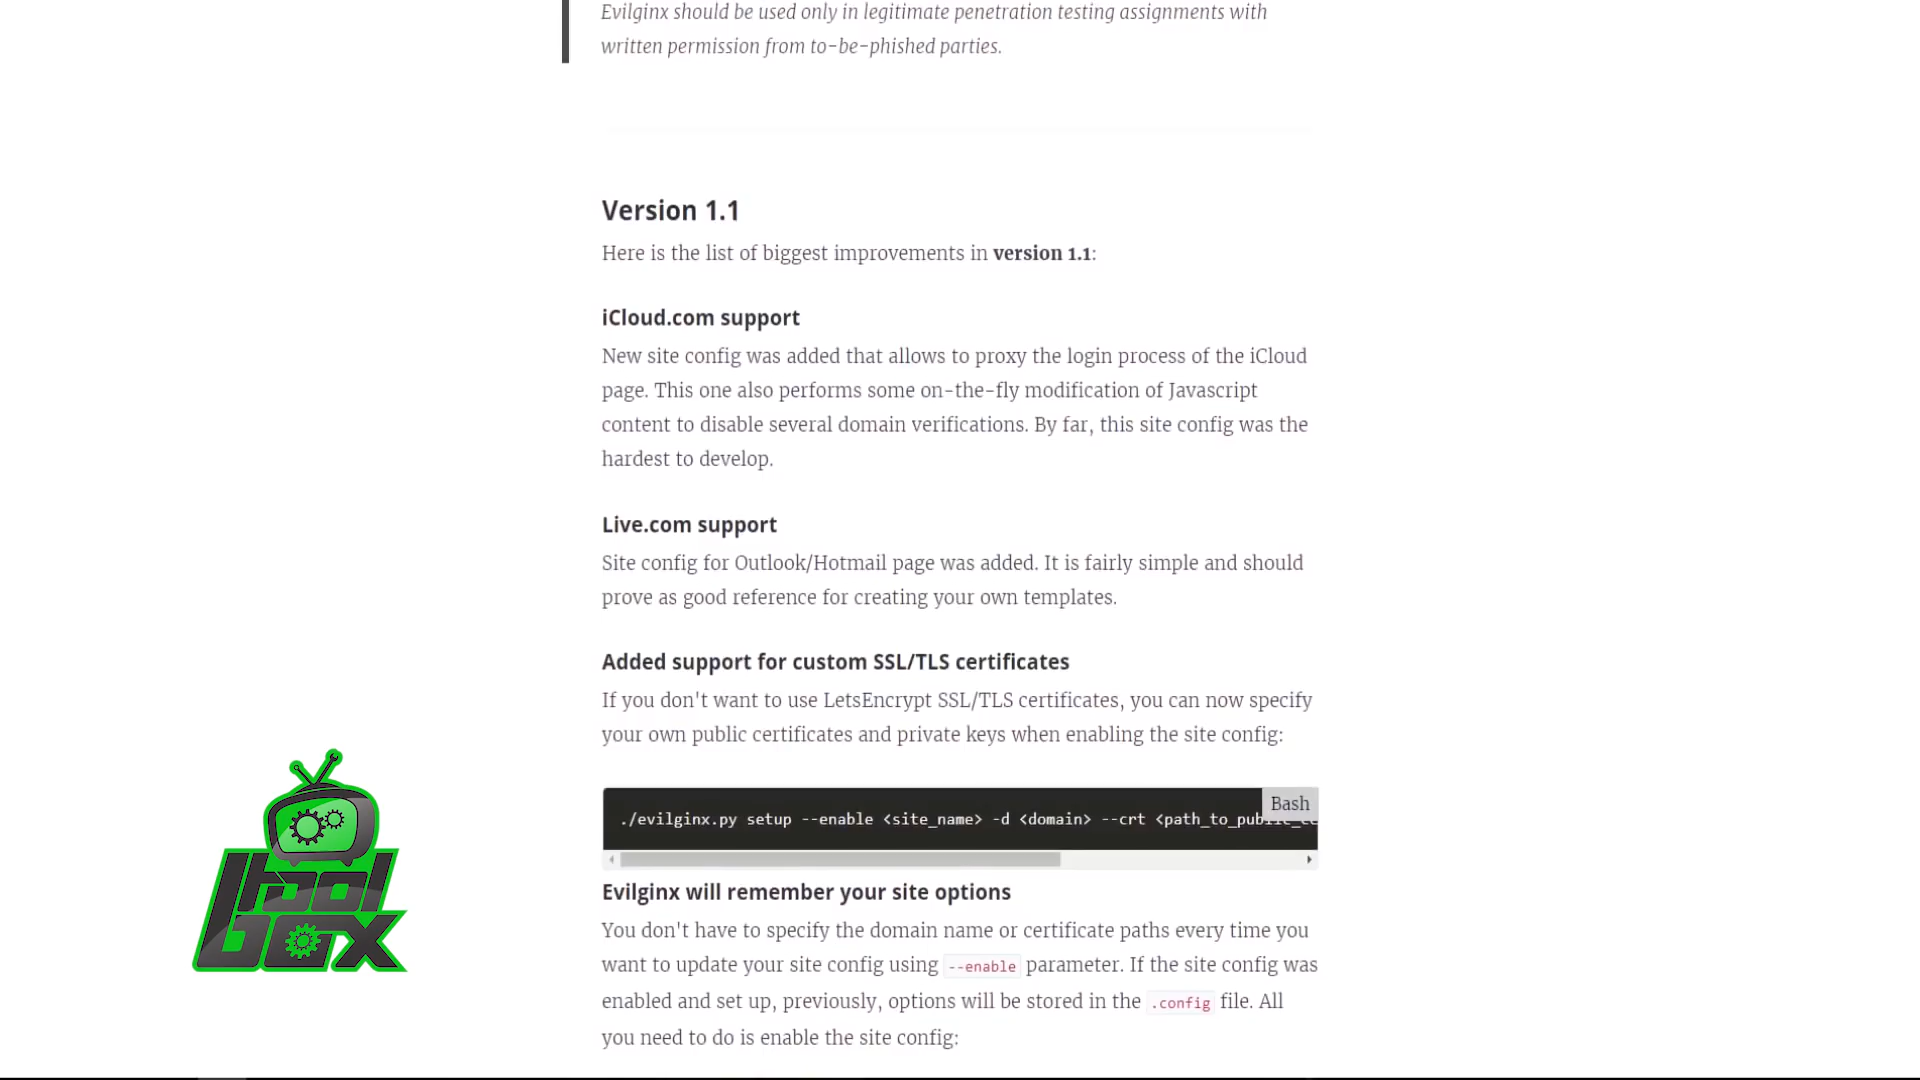 Evilginx should be used only in legitimate penetration testing assignments with
written permission from to-be-phished parties.
Version 1.1
Here is the list of biggest improvements in version 1.1:
iCloud.com support
New site config was added that allows to proxy the login process of the iCloud
page. This one also performs some on-the-fly modification of Javascript
content to disable several domain verifications. By far, this site config was the
hardest to develop.
Live.com support
Site config for Outlook/Hotmail page was added. It is fairly simple and should
prove as good reference for creating your own templates.
Added support for custom SSL/TLS certificates
If you don't want to use LetsEncrypt SSL/TLS certificates, you can now specify
your own public certificates and private keys when enabling the site config:
Bash
./evilginx.py setup --enable <site_name> -d <domain> --crt <path_to_public_ce
Evilginx will remember your site options
You don't have to specify the domain name or certificate paths every time you
want to update your site config using --enable parameter. If the site config was
enabled and set up, previously, options will be stored in the .config file. All
you need to do is enable the site config:
tool
box